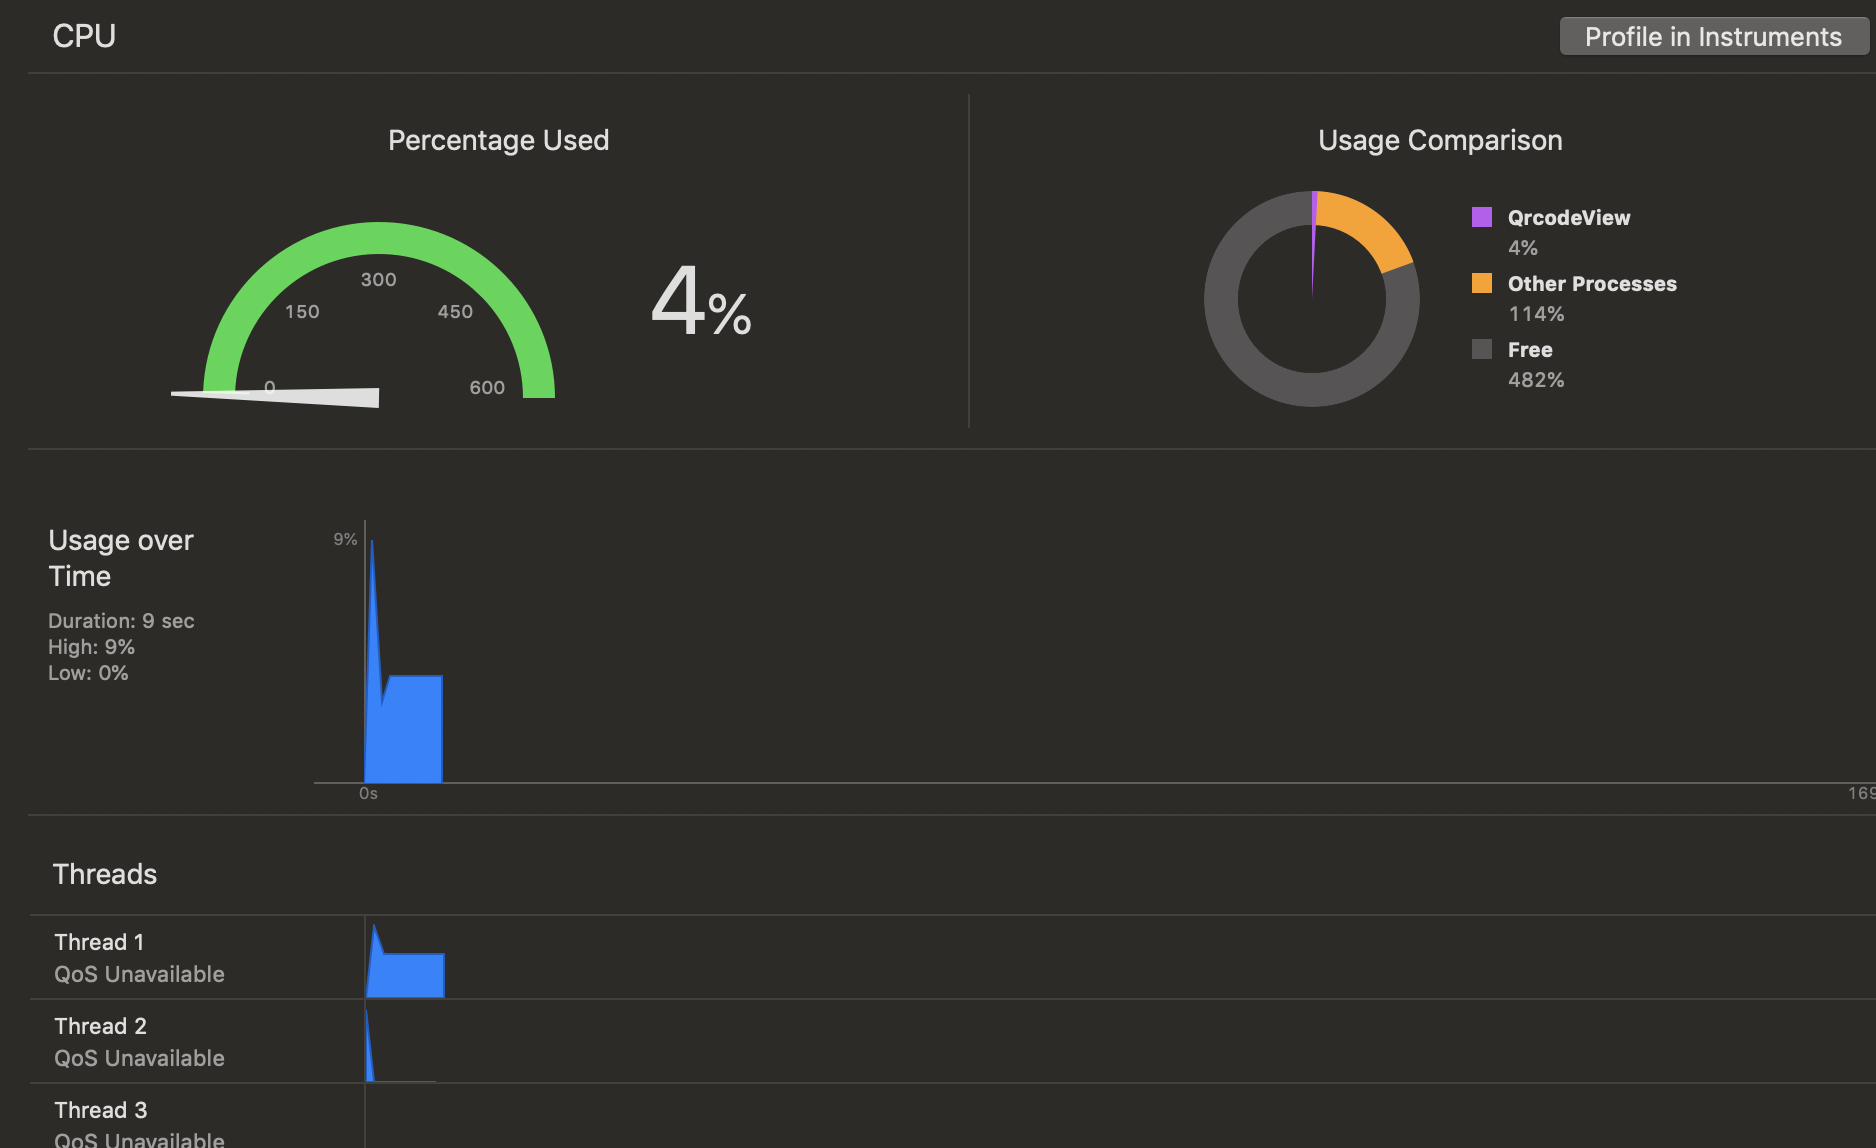 CPU
Profile in Instruments
Percentage Used
Usage Comparison
0
150
300
450
600
4%
QrcodeView
4%
Other Processes
114%
Free
482%
Usage over
Time
Duration: 9 sec
High: 9%
Low: 0%
9%
0s
169
Threads
Thread 1
QoS Unavailable
Thread 2
QoS Unavailable
Thread 3
QoS Unavailable